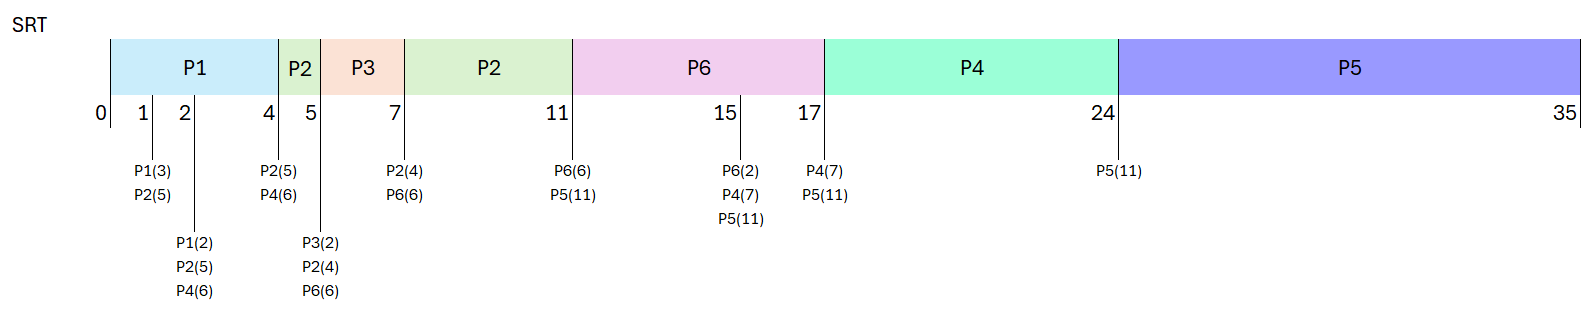 SRT
P1 P2 P3 P2 P6 P4 P5
0 1 2 4 5 7 11 15 17 24 35
P1(3) P2(5) P2(4) P6(6) P6(2) P4(7) P5(11)
P2(5) P4(6) P6(6) P5(11) P4(7) P5(11)
P5(11)
P1(2) P3(2)
P2(5) P2(4)
P4(6) P6(6)